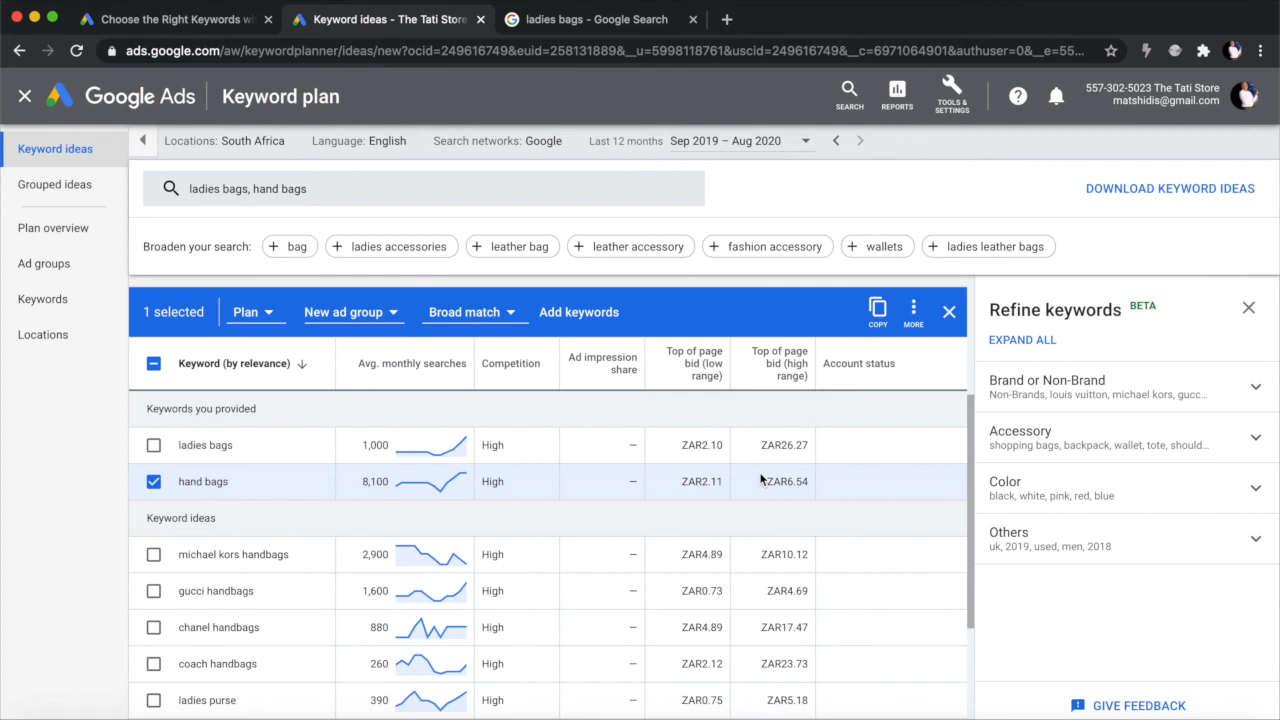 Choose the Right Keywords wi
Keyword ideas - The Tati Store
ladies bags - Google Search
ads.google.com/aw/keywordplanner/ideas/new?ocid=249616749&euid=258131889&__u=5998118761&uscid=249616749&__c=6971064901&authuser=0&__e=55...
Google Ads
Keyword plan
SEARCH
REPORTS
TOOLS &
SETTINGS
557-302-5023 The Tati Store
matshidis@gmail.com
Keyword ideas
Grouped ideas
Plan overview
Ad groups
Keywords
Locations
Locations: South Africa
Language: English
Search networks: Google
Last 12 months Sep 2019 – Aug 2020
ladies bags, hand bags
DOWNLOAD KEYWORD IDEAS
Broaden your search: + bag + ladies accessories + leather bag + leather accessory + fashion accessory + wallets + ladies leather bags
1 selected Plan New ad group Broad match Add keywords
COPY
MORE
Keyword (by relevance)
Avg. monthly searches
Competition
Ad impression
share
Top of page
bid (low
range)
Top of page
bid (high
range)
Account status
Keywords you provided
ladies bags 1,000 High – ZAR2.10 ZAR26.27
hand bags 8,100 High – ZAR2.11 ZAR6.54
Keyword ideas
michael kors handbags 2,900 High – ZAR4.89 ZAR10.12
gucci handbags 1,600 High – ZAR0.73 ZAR4.69
chanel handbags 880 High – ZAR4.89 ZAR17.47
coach handbags 260 High – ZAR2.12 ZAR23.73
ladies purse 390 High – ZAR0.75 ZAR5.18
Refine keywords BETA
EXPAND ALL
Brand or Non-Brand
Non-Brands, louis vuitton, michael kors, gucc...
Accessory
shopping bags, backpack, wallet, tote, should...
Color
black, white, pink, red, blue
Others
uk, 2019, used, men, 2018
GIVE FEEDBACK